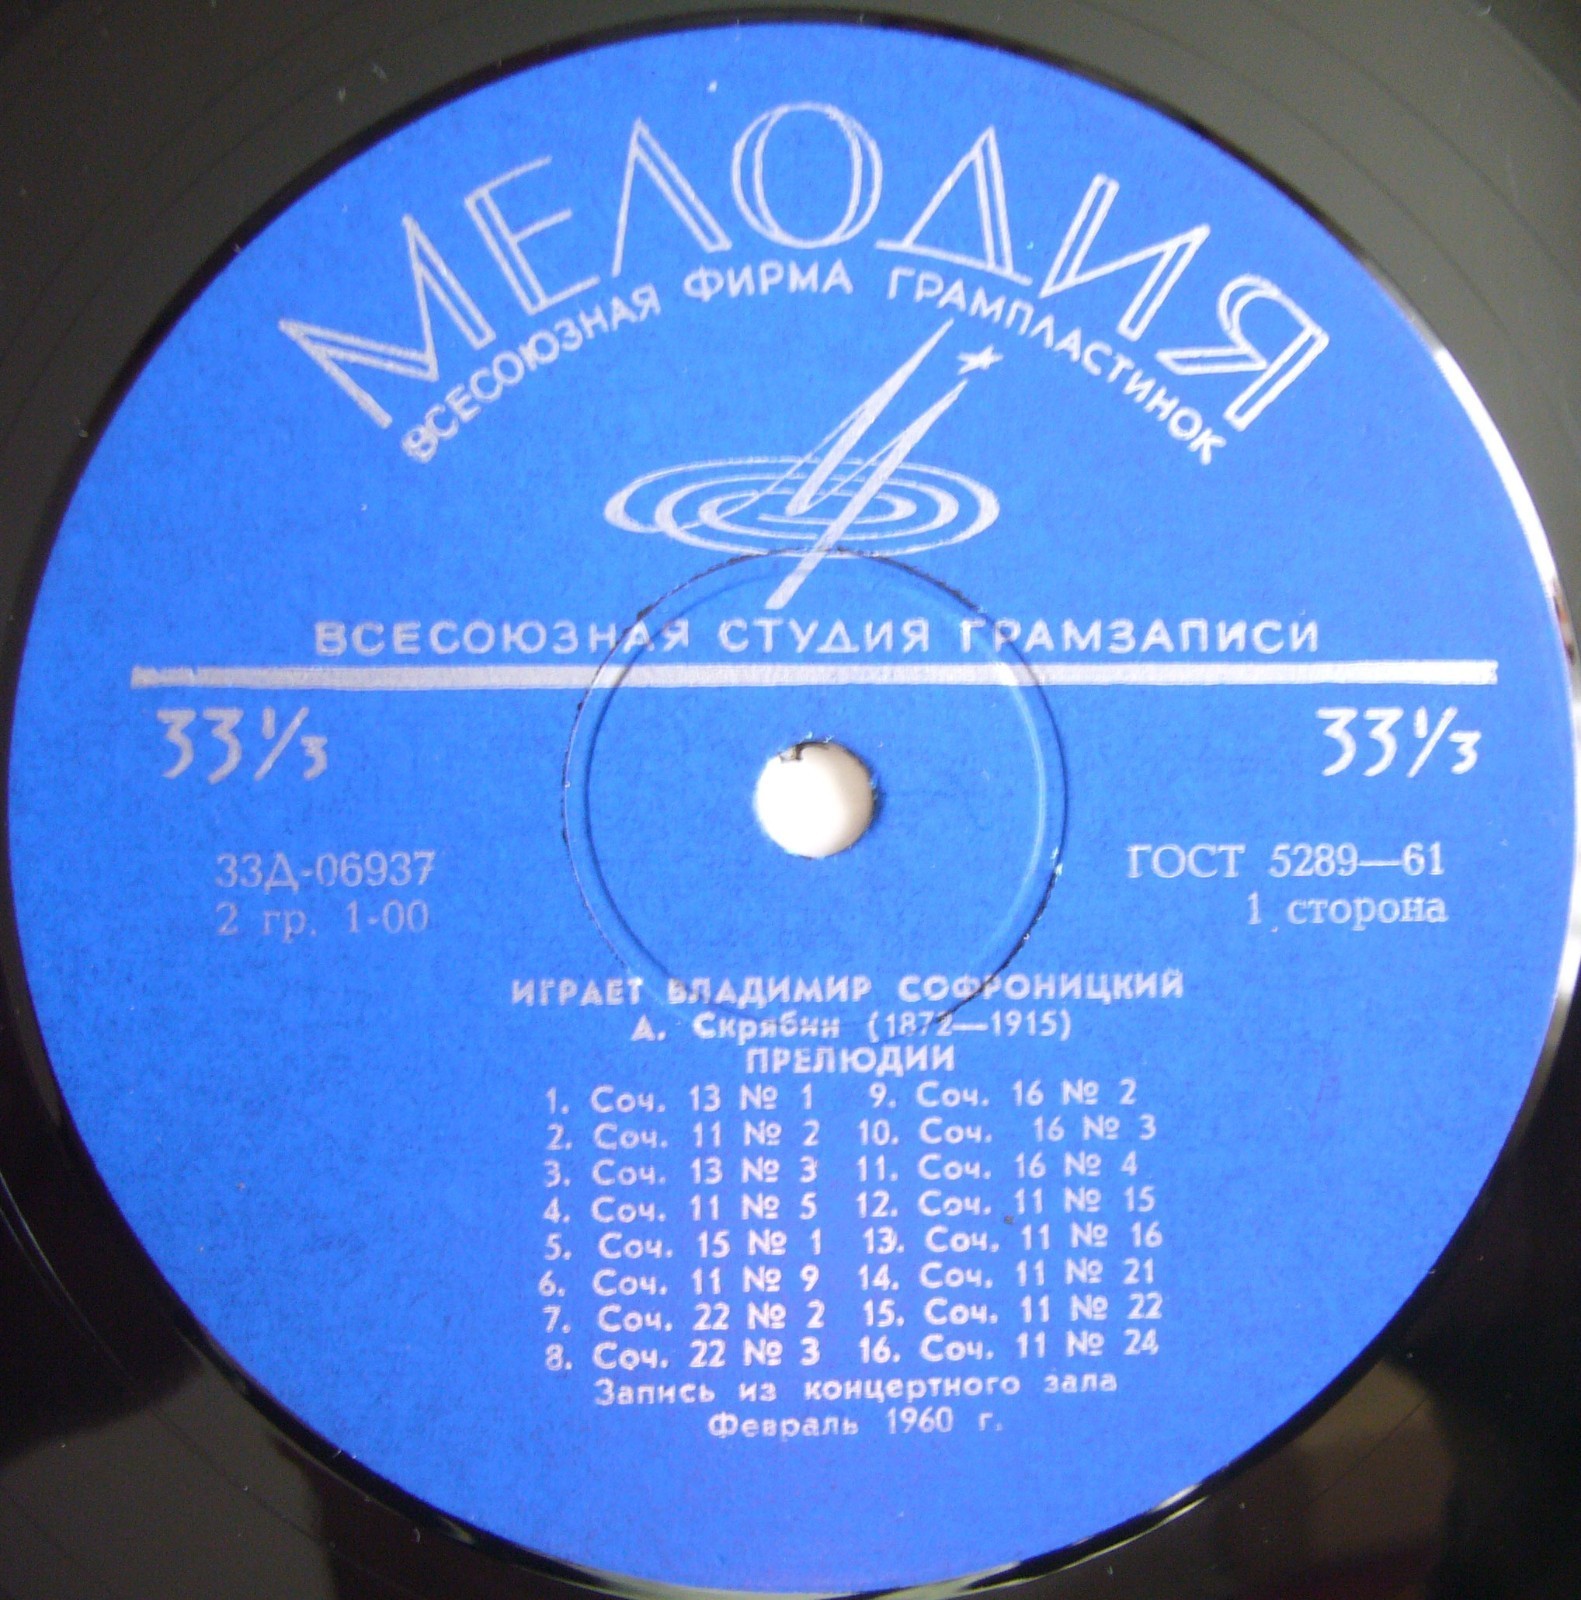 МЕЛОДИЯ
ВСЕСОЮЗНАЯ ФИРМА ГРАМПЛАСТИНОК
ВСЕСОЮЗНАЯ СТУДИЯ ГРАМЗАПИСИ
33⅓ 33⅓
33Д-06937 ГОСТ 5289—61
2 гр. 1-00 1 сторона
ИГРАЕТ ВЛАДИМИР СОФРОНИЦКИЙ
А. Скрябин (1872—1915)
ПРЕЛЮДИИ
1. Соч. 13 № 1 9. Соч. 16 № 2
2. Соч. 11 № 2 10. Соч. 16 № 3
3. Соч. 13 № 3 11. Соч. 16 № 4
4. Соч. 11 № 5 12. Соч. 11 № 15
5. Соч. 15 № 1 13. Соч. 11 № 16
6. Соч. 11 № 9 14. Соч. 11 № 21
7. Соч. 22 № 2 15. Соч. 11 № 22
8. Соч. 22 № 3 16. Соч. 11 № 24
Запись из концертного зала
Февраль 1960 г.